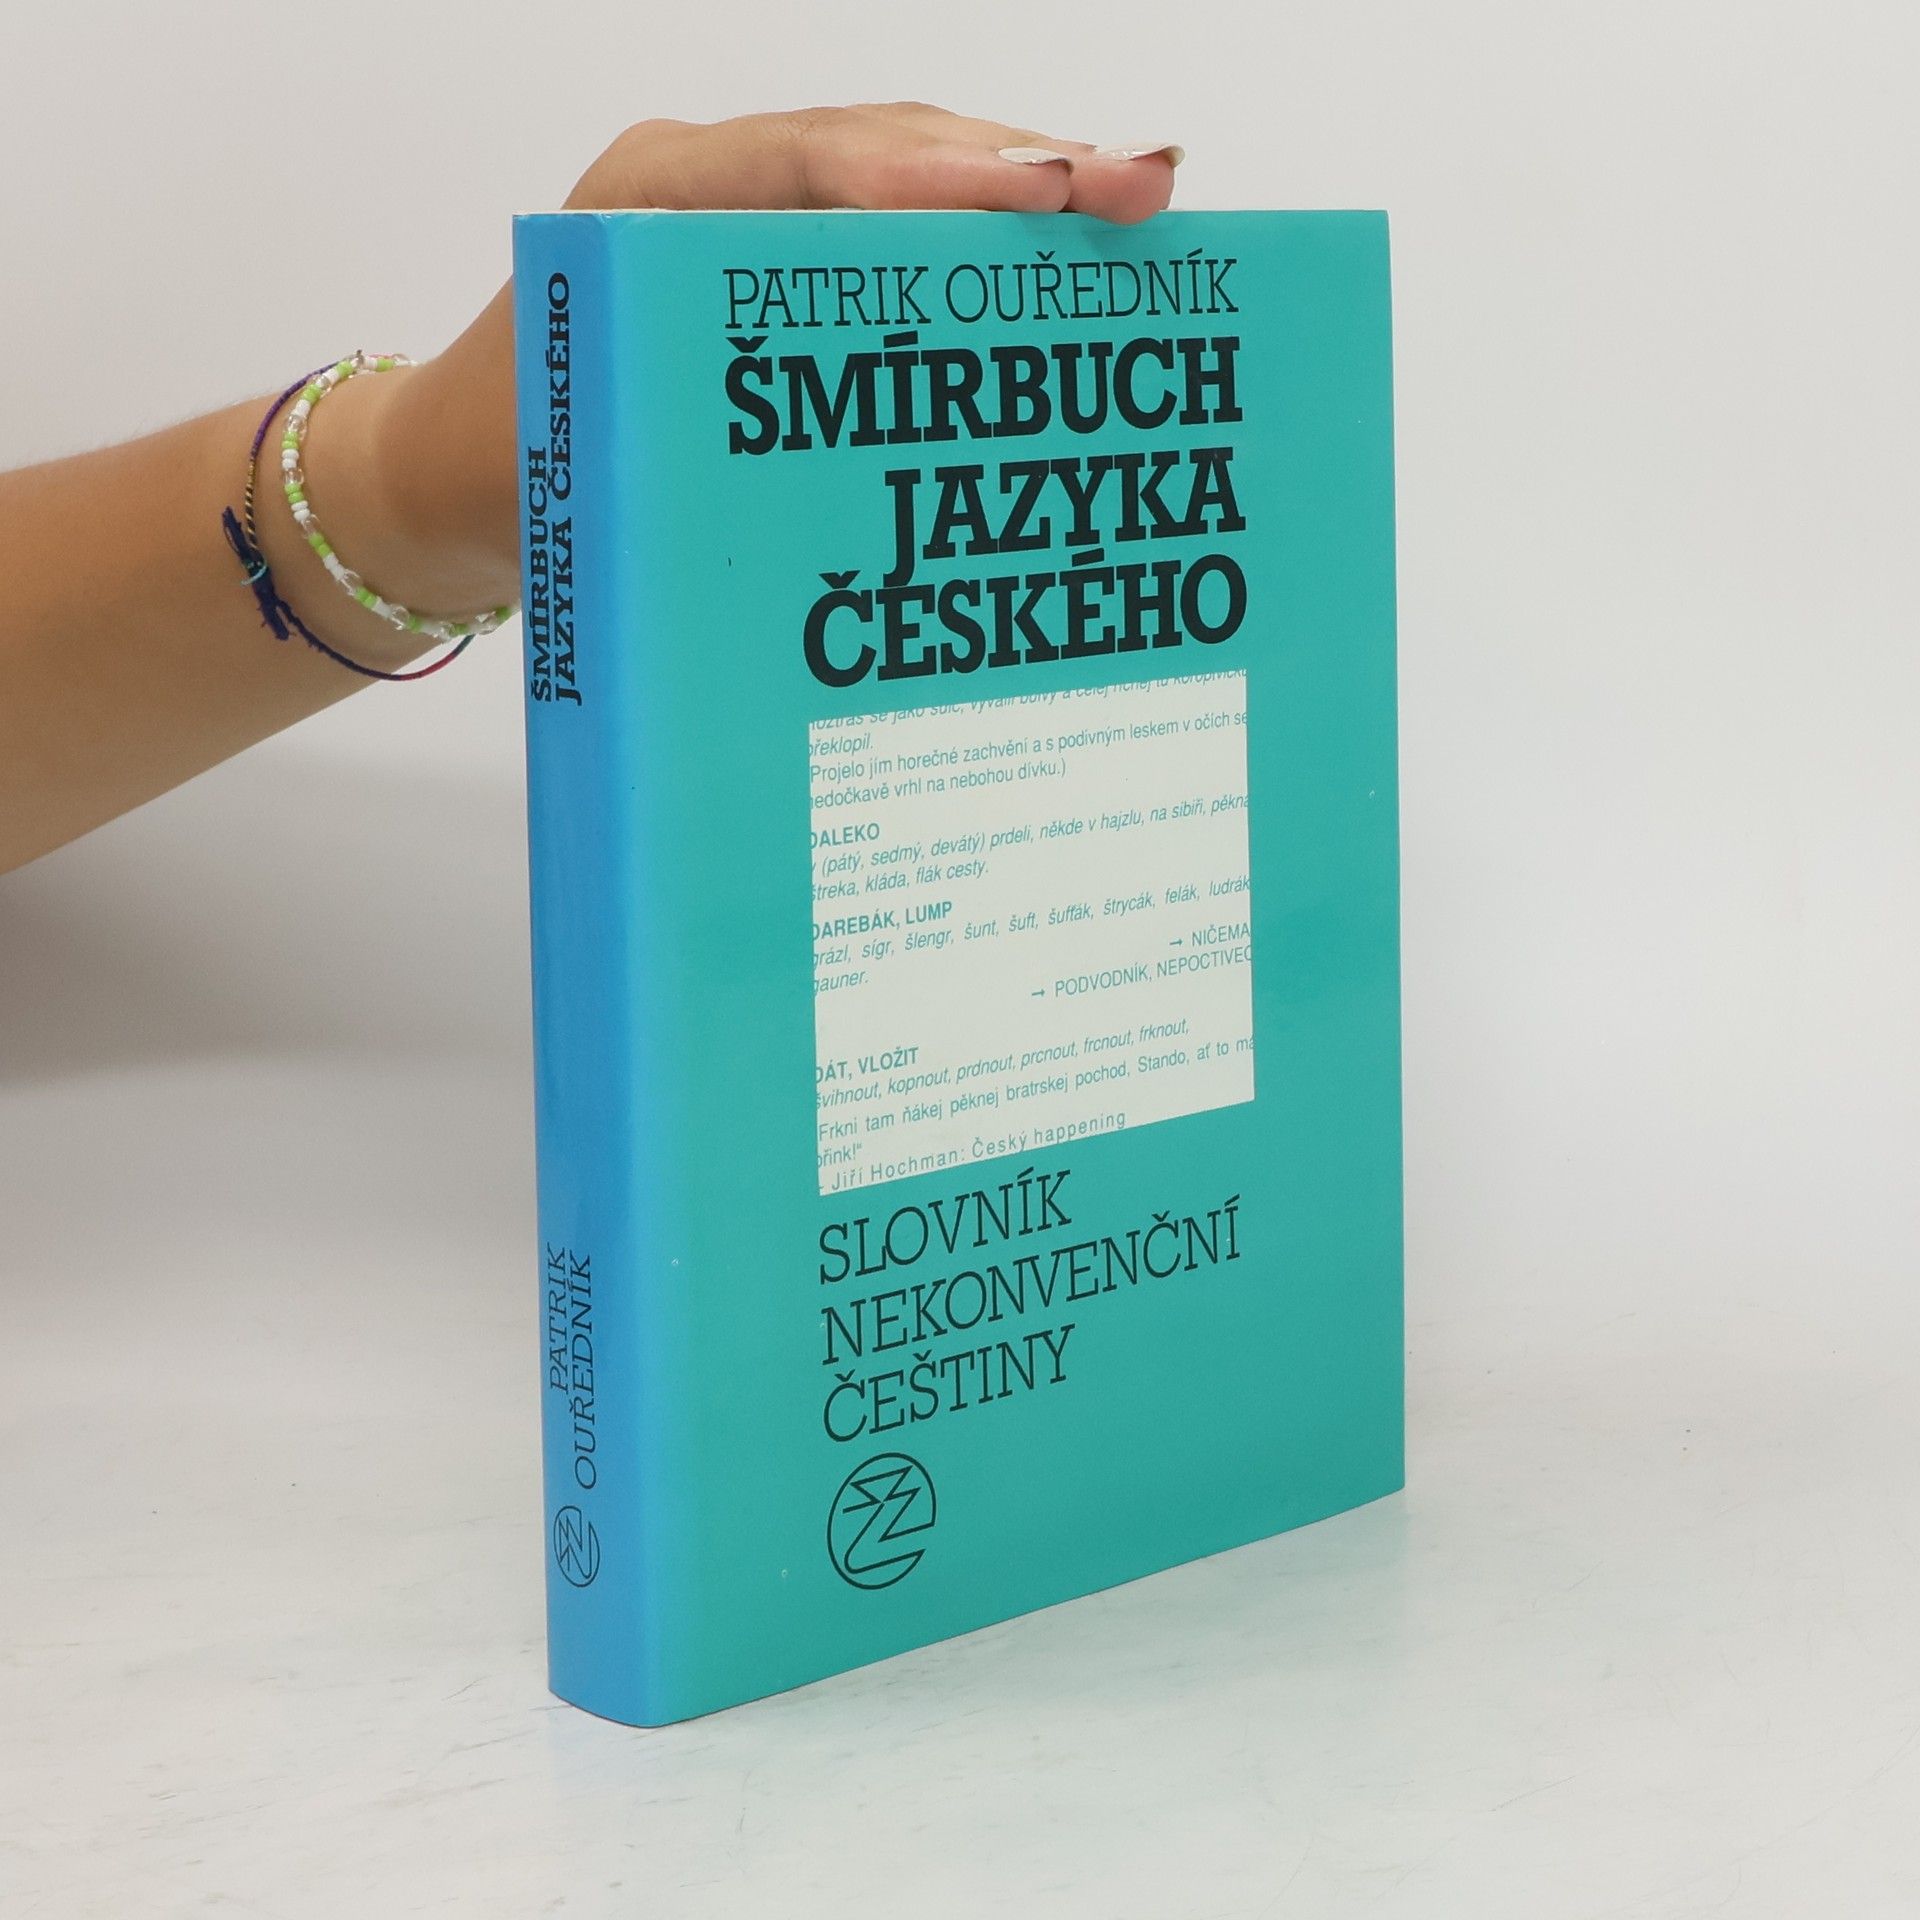 PATRIK OUŘEDNÍK
ŠMÍRBUCH
JAZYKA
ČESKÉHO
překlopil.
(Projelo jím horečné zachvění a s podivným leskem v očích se
nedočkavě vrhl na nebohou dívku.)
DALEKO
v (pátý, sedmý, devátý) prdeli, někde v hajzlu, na sibiři, pěkná
štreka, kláda, flák cesty.
DAREBÁK, LUMP
grázl, sígr, šlengr, šunt, šuft, šufťák, štrycák, felák, ludrák
gauner.
→ NIČEMA
→ PODVODNÍK, NEPOCTIVEC
DÁT, VLOŽIT
švihnout, kopnout, prdnout, prcnout, frcnout, frknout,
„Frkni tam ňákej pěknej bratrskej pochod, Stando, ať to má
břink!“
- Jiří Hochman: Český happening
SLOVNÍK
NEKONVENČNÍ
ČEŠTINY
ŠMÍRBUCH
JAZYKA ČESKÉHO
PATRIK
OUŘEDNÍK